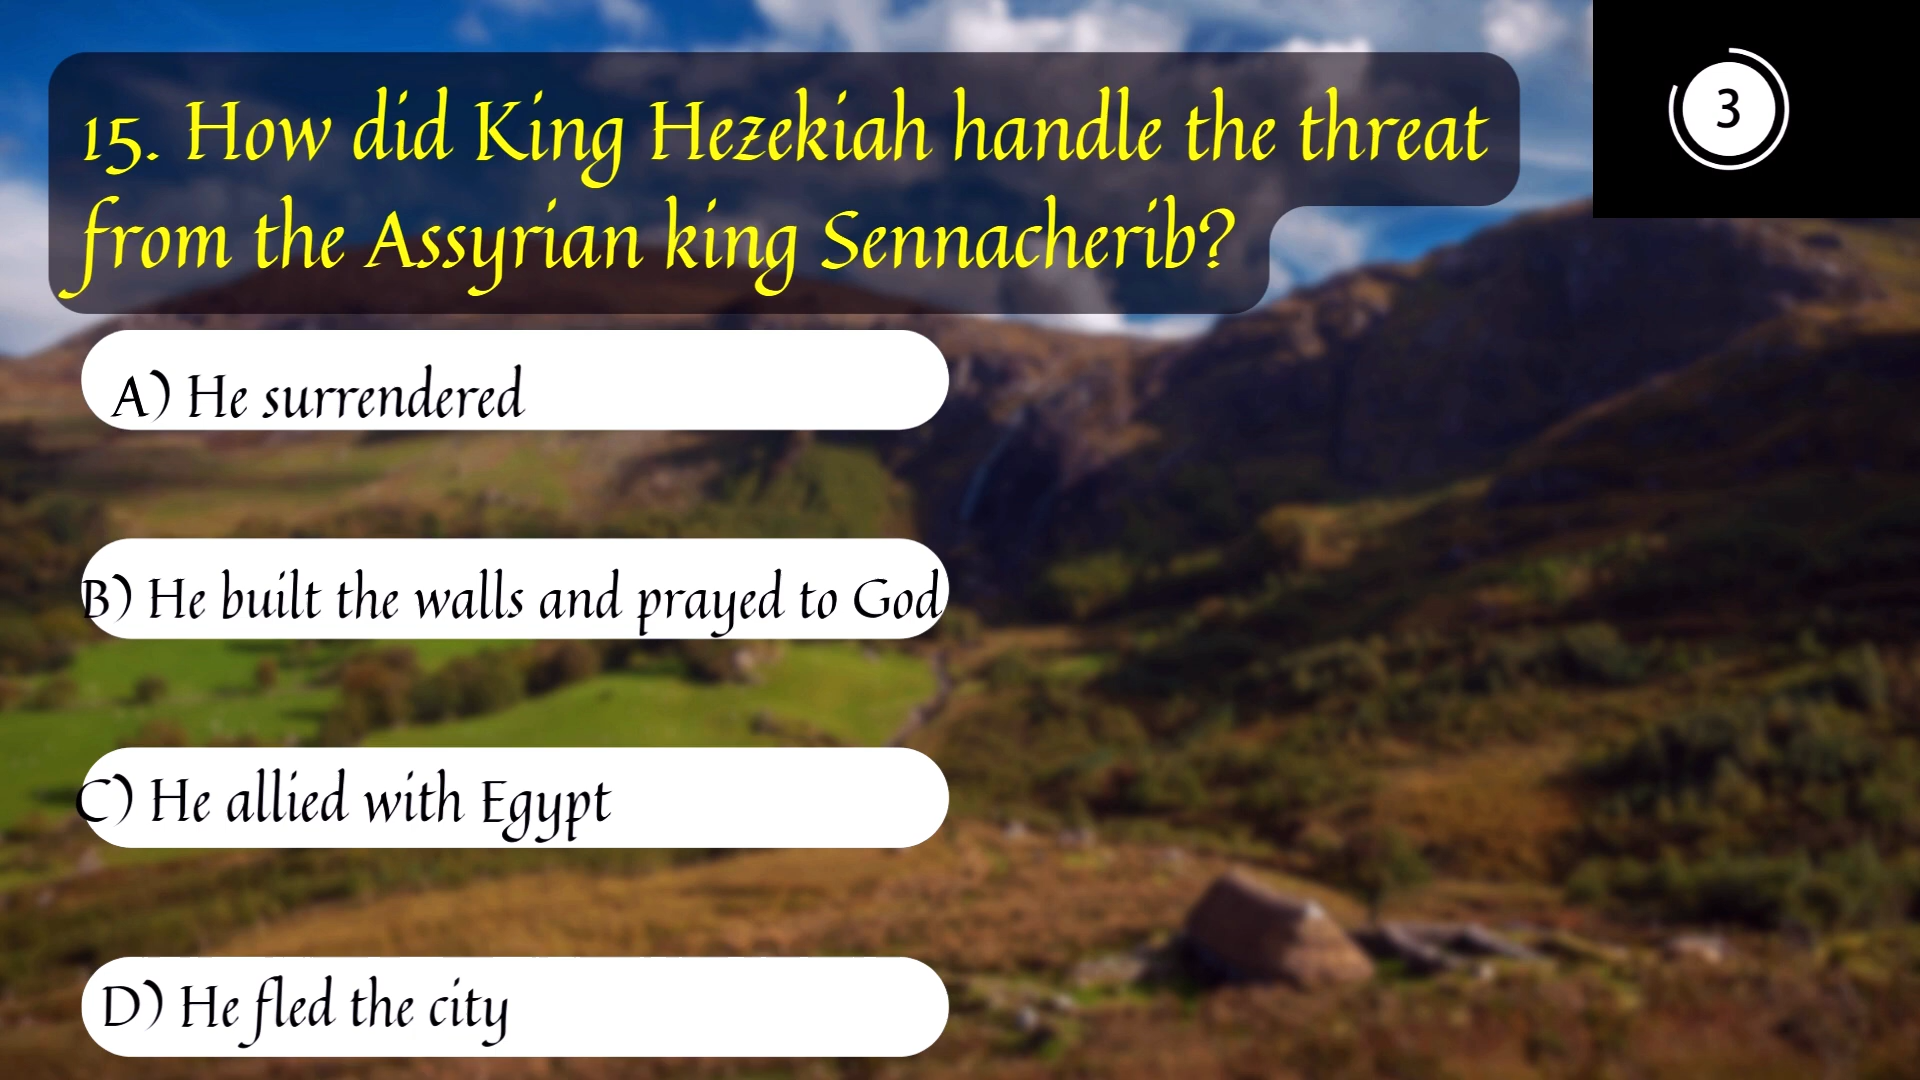 15. How did King Hezekiah handle the threat
from the Assyrian king Sennacherib?
3
A) He surrendered
B) He built the walls and prayed to God
C) He allied with Egypt
D) He fled the city